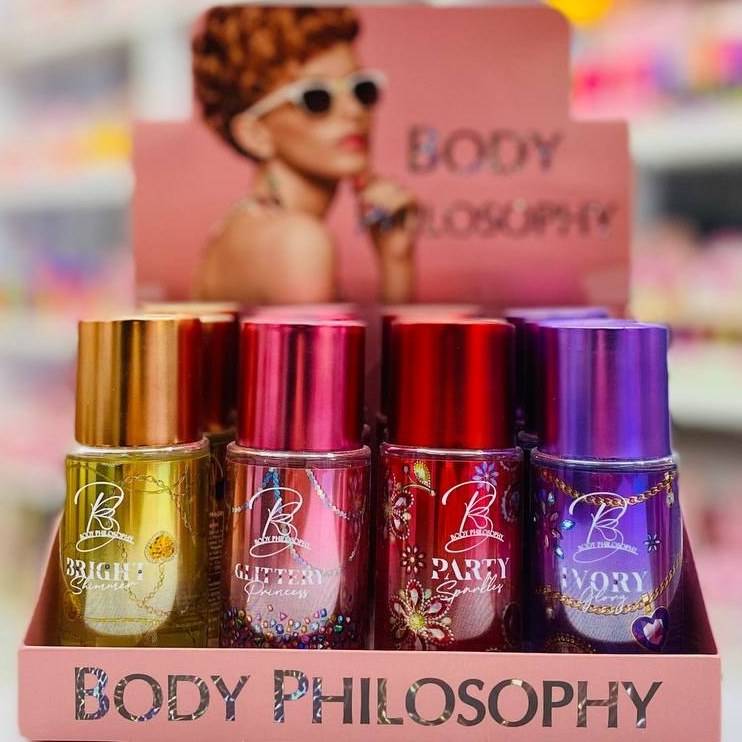 BODY
PHILOSOPHY
BODY PHILOSOPHY
BRIGHT
Shimmer
BODY PHILOSOPHY
GLITTERY
Princess
BODY PHILOSOPHY
PARTY
Sparkles
BODY PHILOSOPHY
IVORY
Glory
BODY PHILOSOPHY